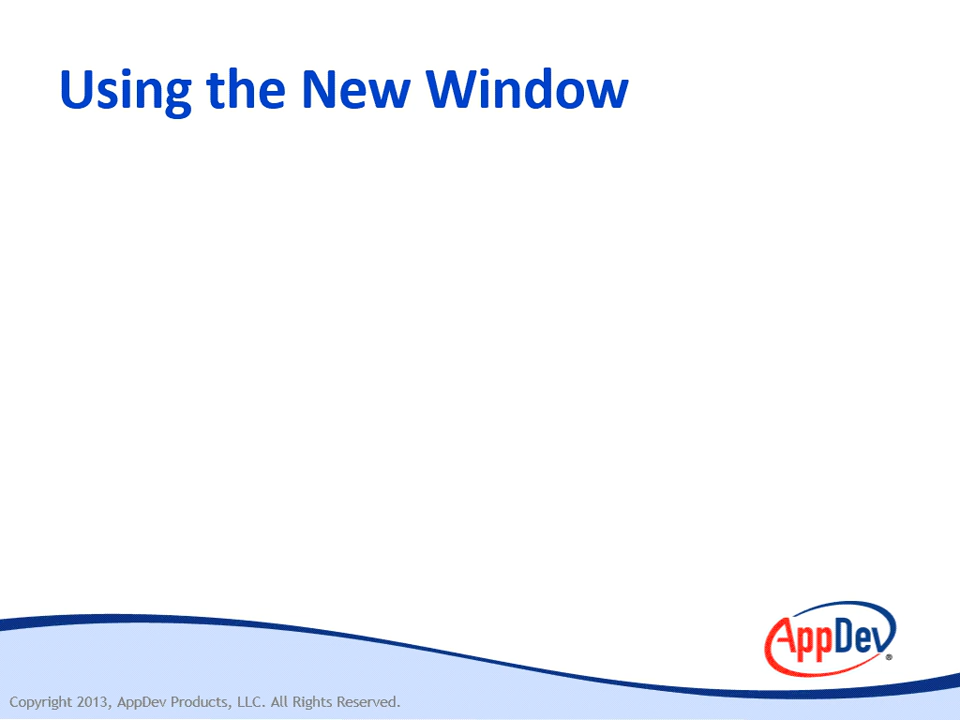 Using the New Window
AppDev®
Copyright 2013, AppDev Products, LLC. All Rights Reserved.